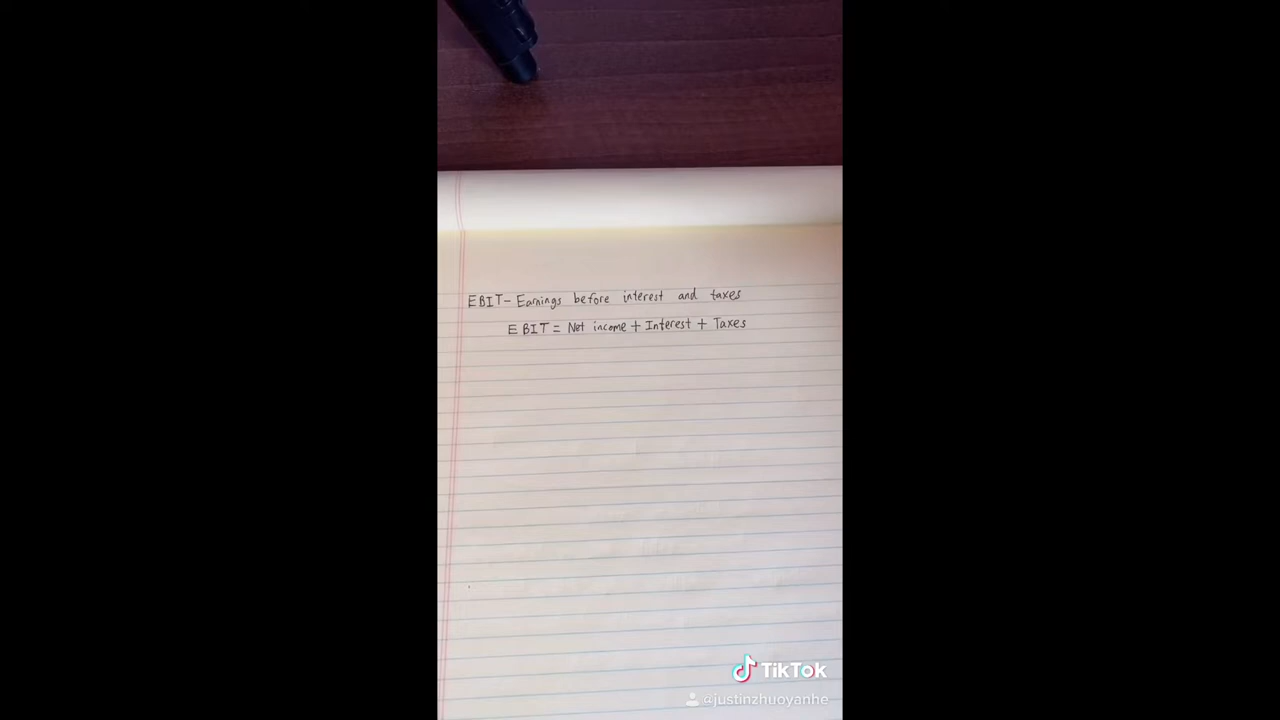 EBIT- Earnings before interest and taxes
EBIT = Net income + Interest + Taxes
TikTok
@justinzhuoyanhe